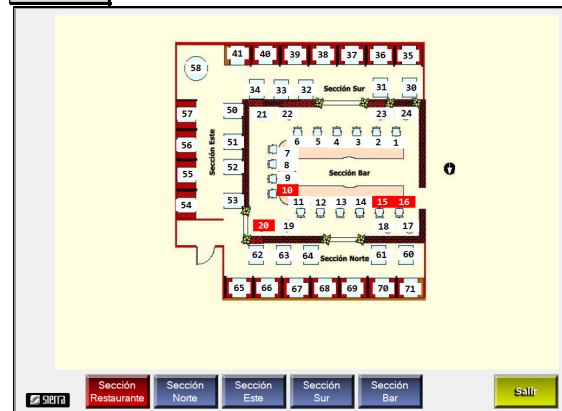 41 40 39 38 37 36 35
58
34 33 32 Sección Sur 31 30
57 50 21 22 23 24
6 5 4 3 2 1
56 51 7
Sección Este
8
55 52 9 Sección Bar
10
54 53 11 12 13 14 15 16
20 19 18 17
62 63 64 Sección Norte 61 60
65 66 67 68 69 70 71
sierra
Sección Restaurante
Sección Norte
Sección Este
Sección Sur
Sección Bar
Salir